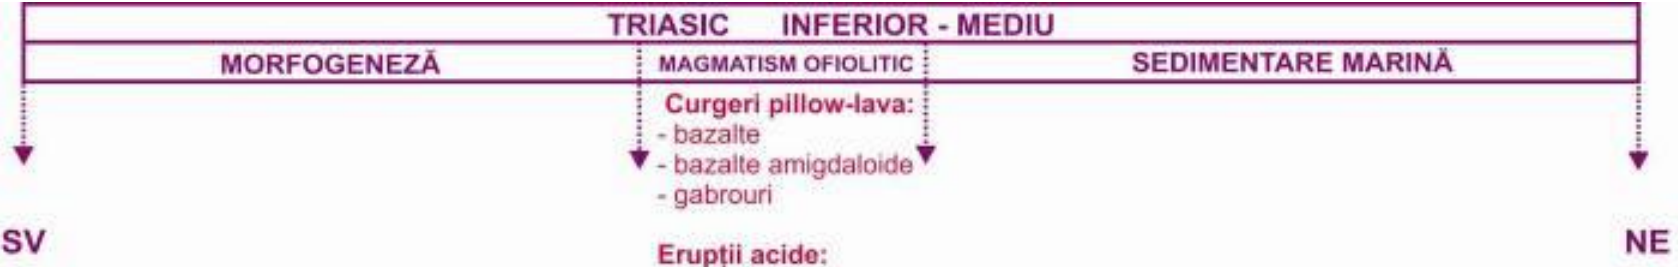 TRIASIC INFERIOR - MEDIU
MORFOGENEZĂ MAGMATISM OFIOLITIC SEDIMENTARE MARINĂ
Curgeri pillow-lava:
- bazalte
- bazalte amigdaloide
- gabrouri
SV NE
Erupții acide: